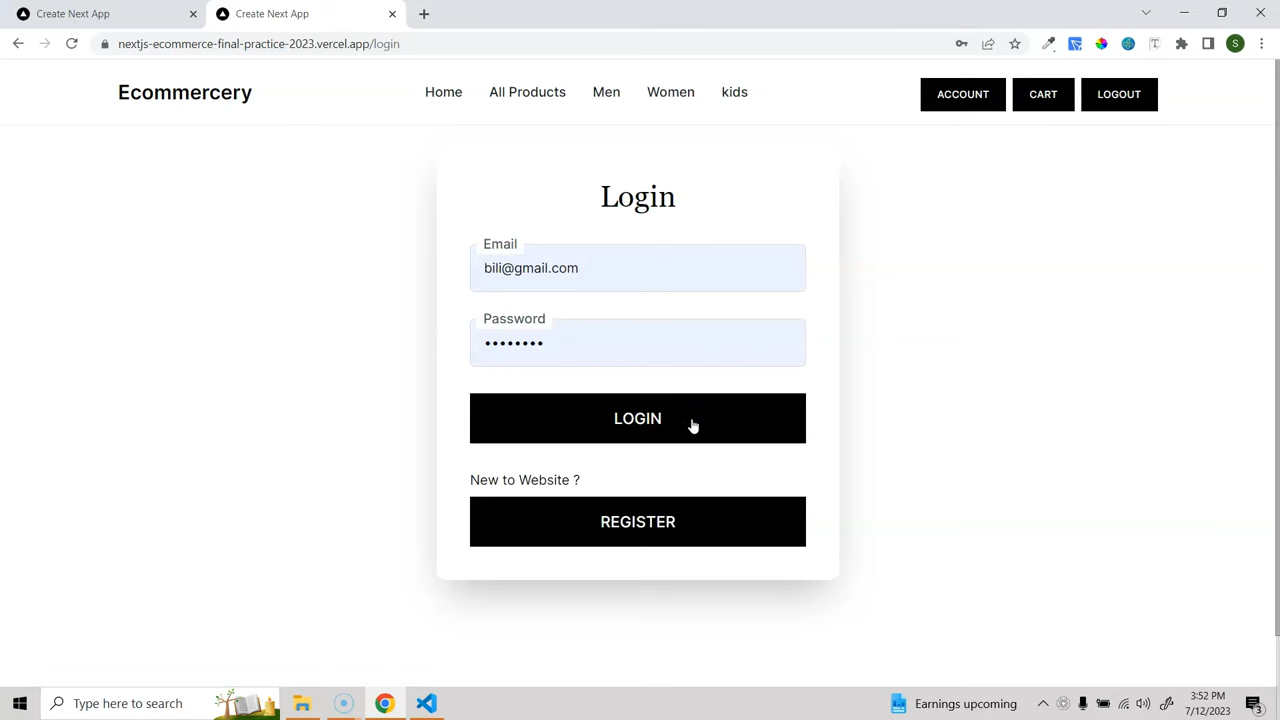 Create Next App
Create Next App
nextjs-ecommerce-final-practice-2023.vercel.app/login
S
Ecommercery
Home
All Products
Men
Women
kids
ACCOUNT
CART
LOGOUT
Login
Email
bili@gmail.com
Password
LOGIN
New to Website ?
REGISTER
Type here to search
Earnings upcoming
3:52 PM
7/12/2023
3